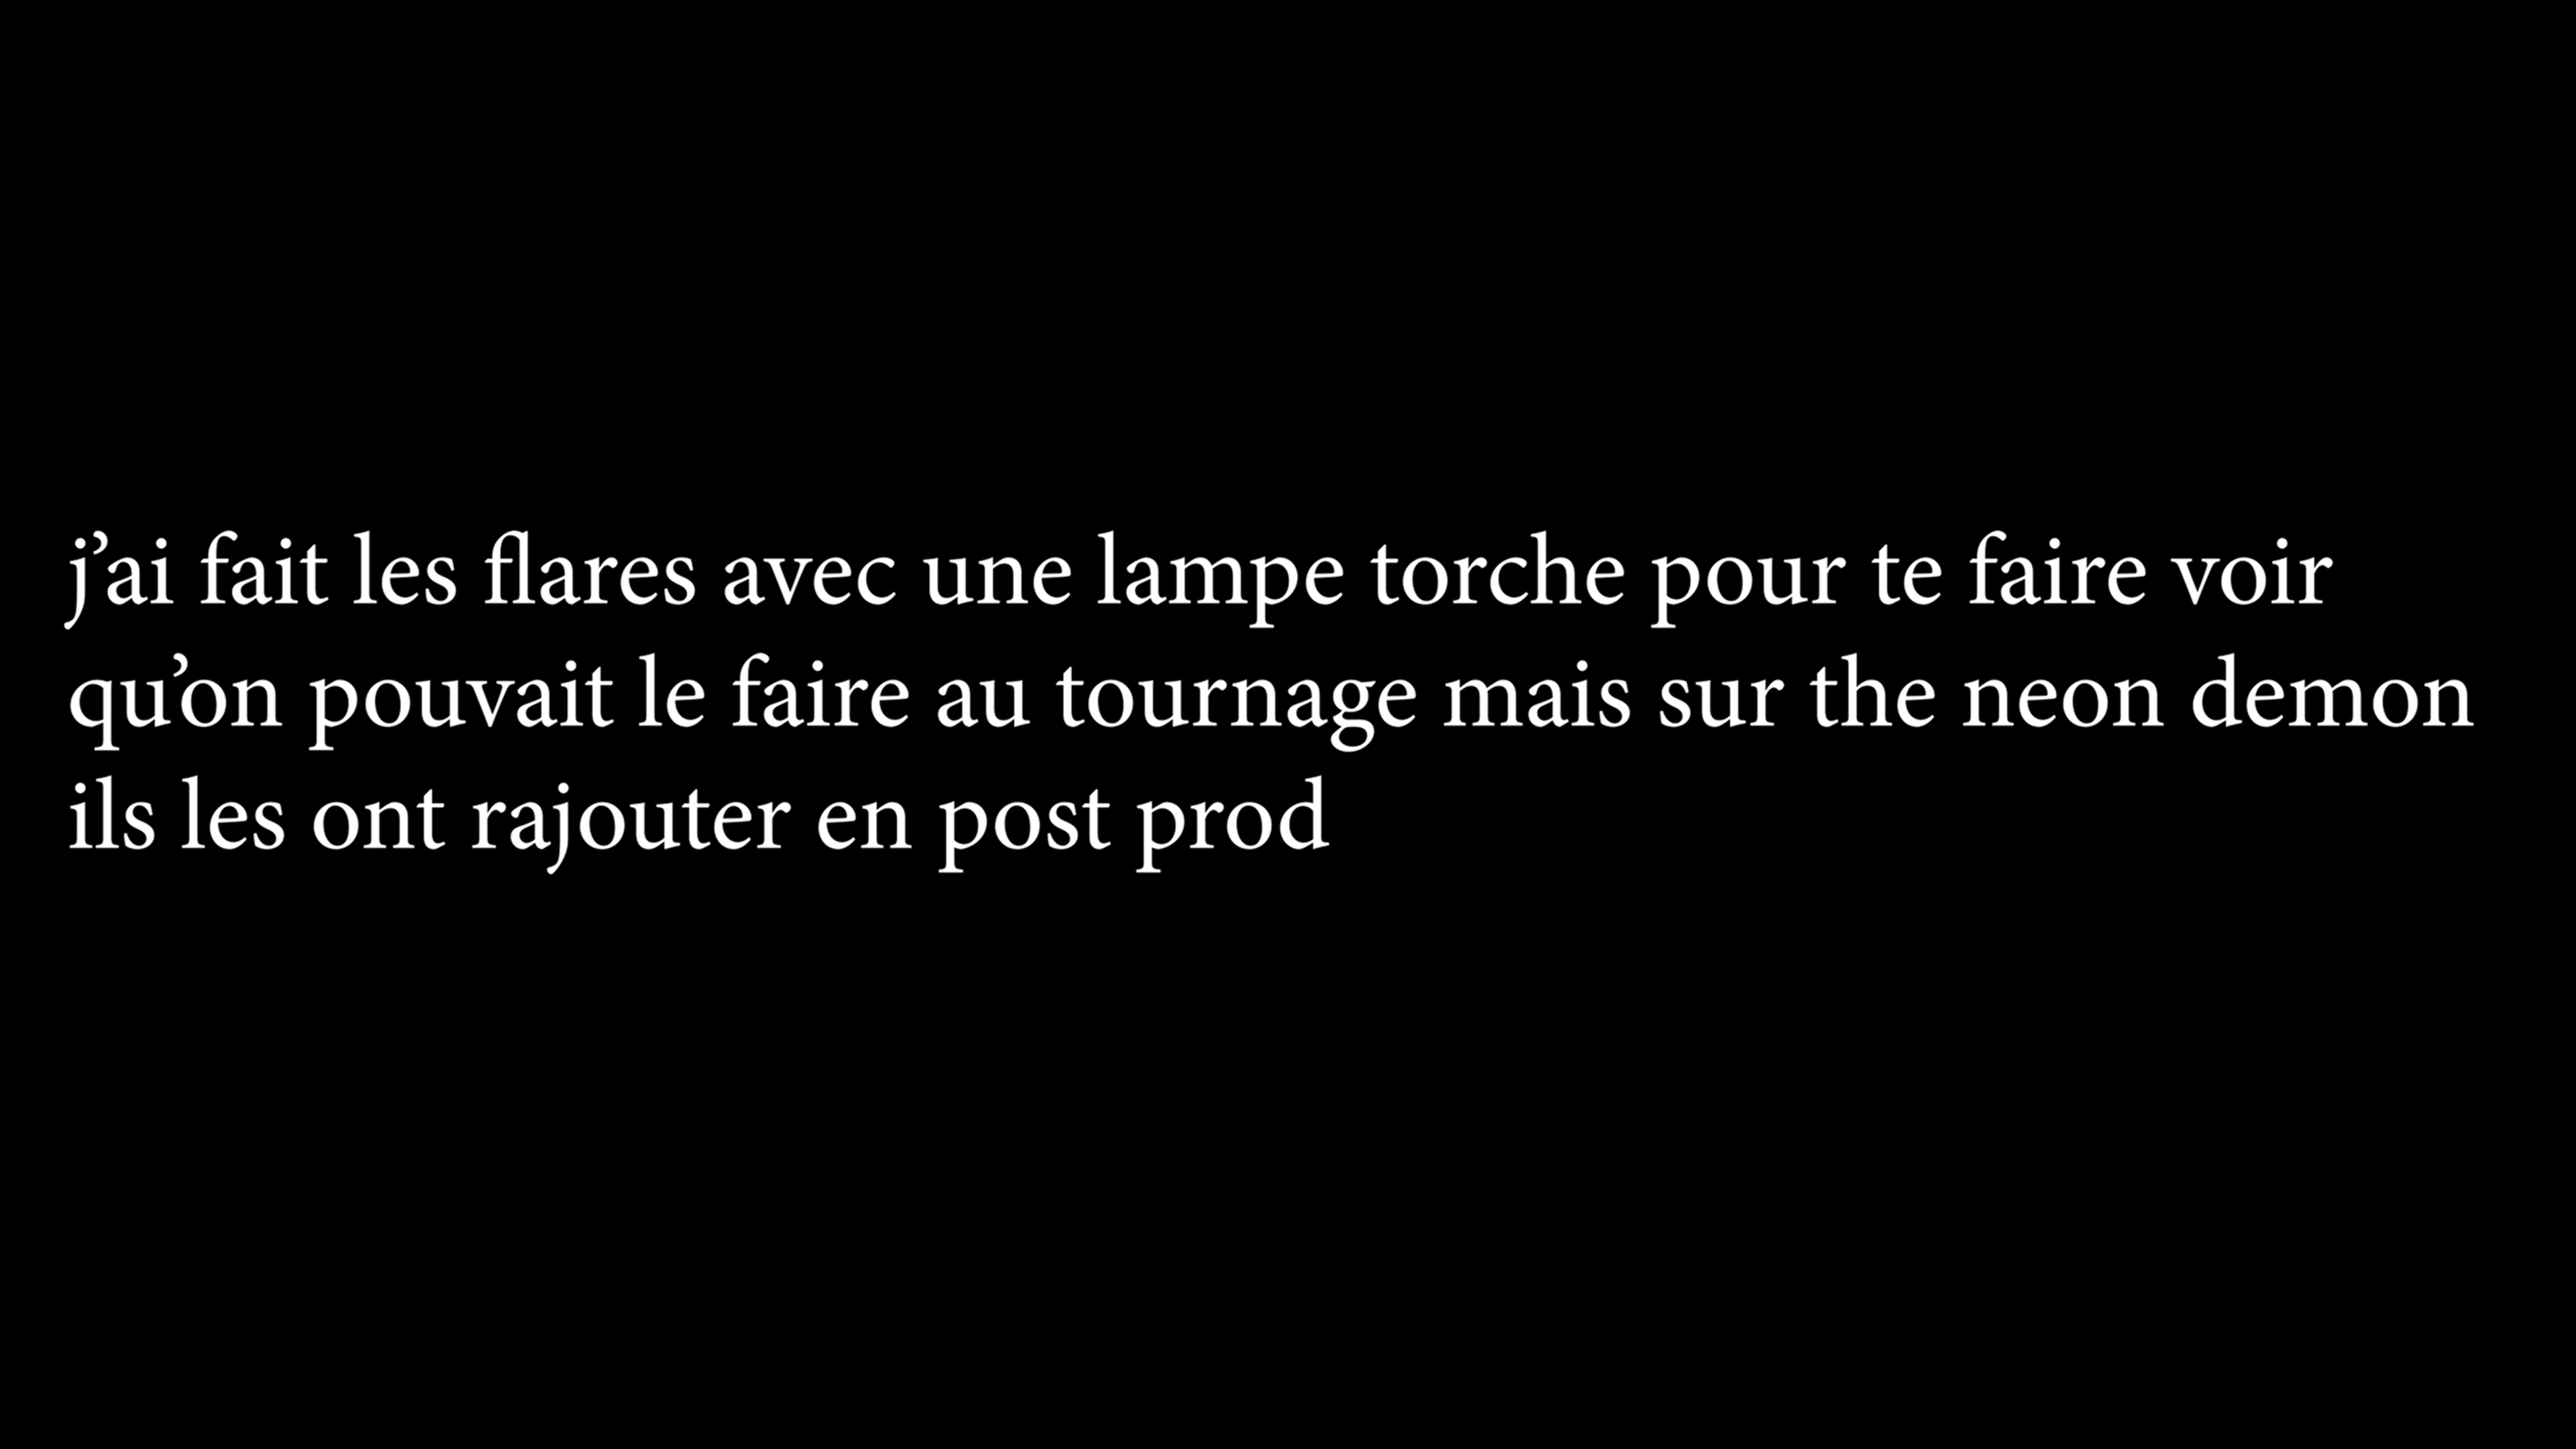 j’ai fait les flares avec une lampe torche pour te faire voir
qu’on pouvait le faire au tournage mais sur the neon demon
ils les ont rajouter en post prod